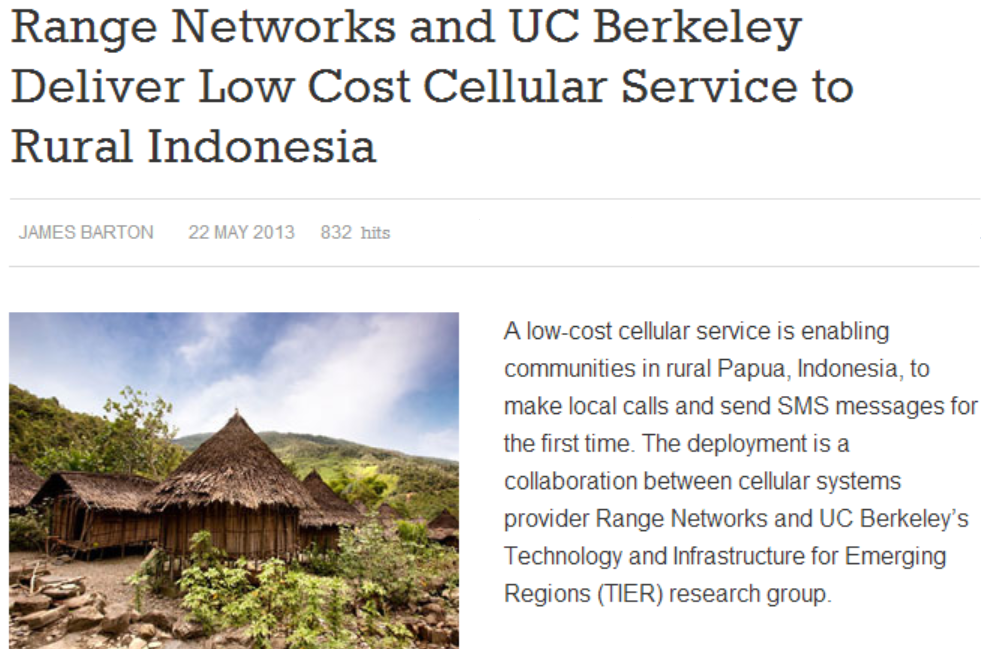 Range Networks and UC Berkeley
Deliver Low Cost Cellular Service to
Rural Indonesia
JAMES BARTON 22 MAY 2013 832 hits
A low-cost cellular service is enabling
communities in rural Papua, Indonesia, to
make local calls and send SMS messages for
the first time. The deployment is a
collaboration between cellular systems
provider Range Networks and UC Berkeley’s
Technology and Infrastructure for Emerging
Regions (TIER) research group.